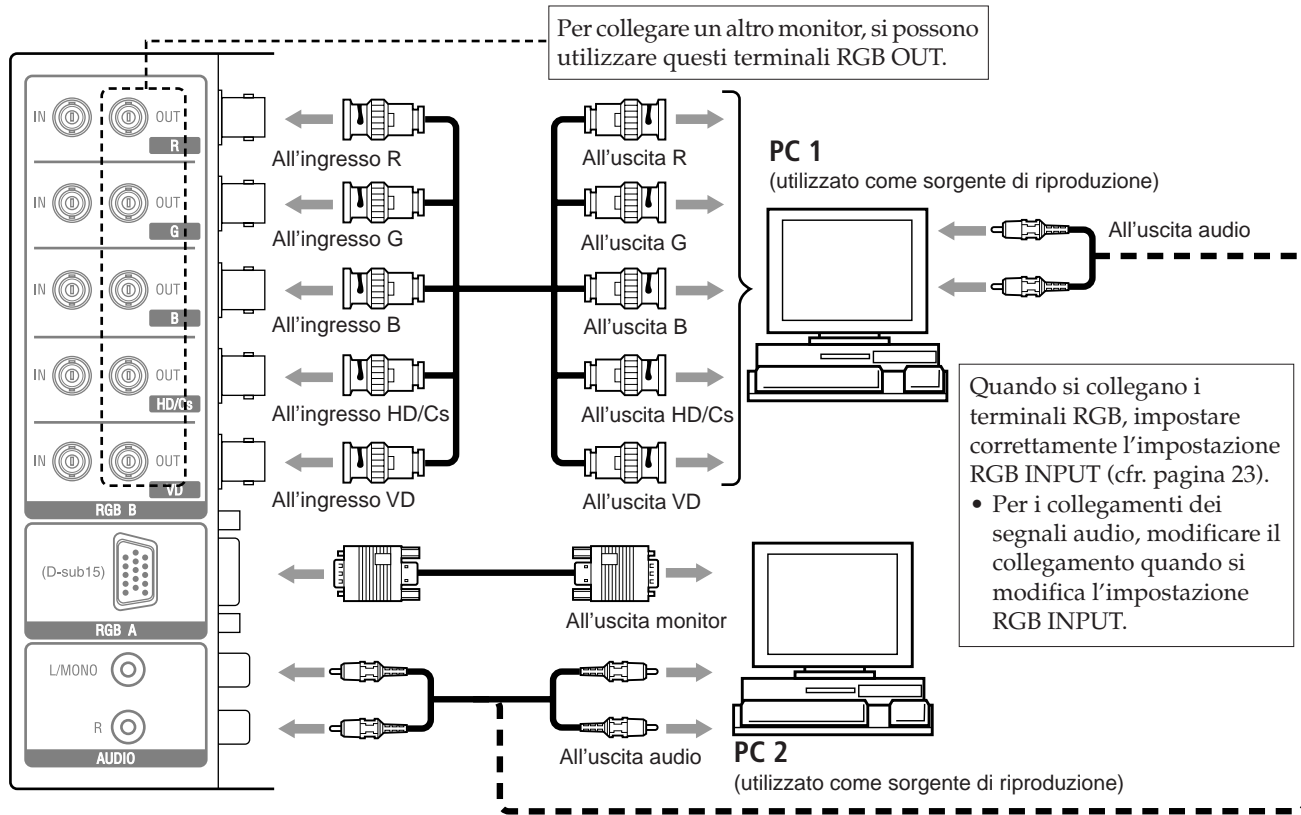 Per collegare un altro monitor, si possono
utilizzare questi terminali RGB OUT.
IN OUT
R
IN OUT
G
IN OUT
B
IN OUT
HD/Cs
IN OUT
VD
RGB B
(D-sub15)
RGB A
L/MONO
R
AUDIO
All'ingresso R
All'ingresso G
All'ingresso B
All'ingresso HD/Cs
All'ingresso VD
All'uscita R
All'uscita G
All'uscita B
All'uscita HD/Cs
All'uscita VD
PC 1
(utilizzato come sorgente di riproduzione)
All'uscita audio
Quando si collegano i
terminali RGB, impostare
correttamente l'impostazione
RGB INPUT (cfr. pagina 23).
• Per i collegamenti dei
segnali audio, modificare il
collegamento quando si
modifica l'impostazione
RGB INPUT.
All'uscita monitor
All'uscita audio
PC 2
(utilizzato come sorgente di riproduzione)